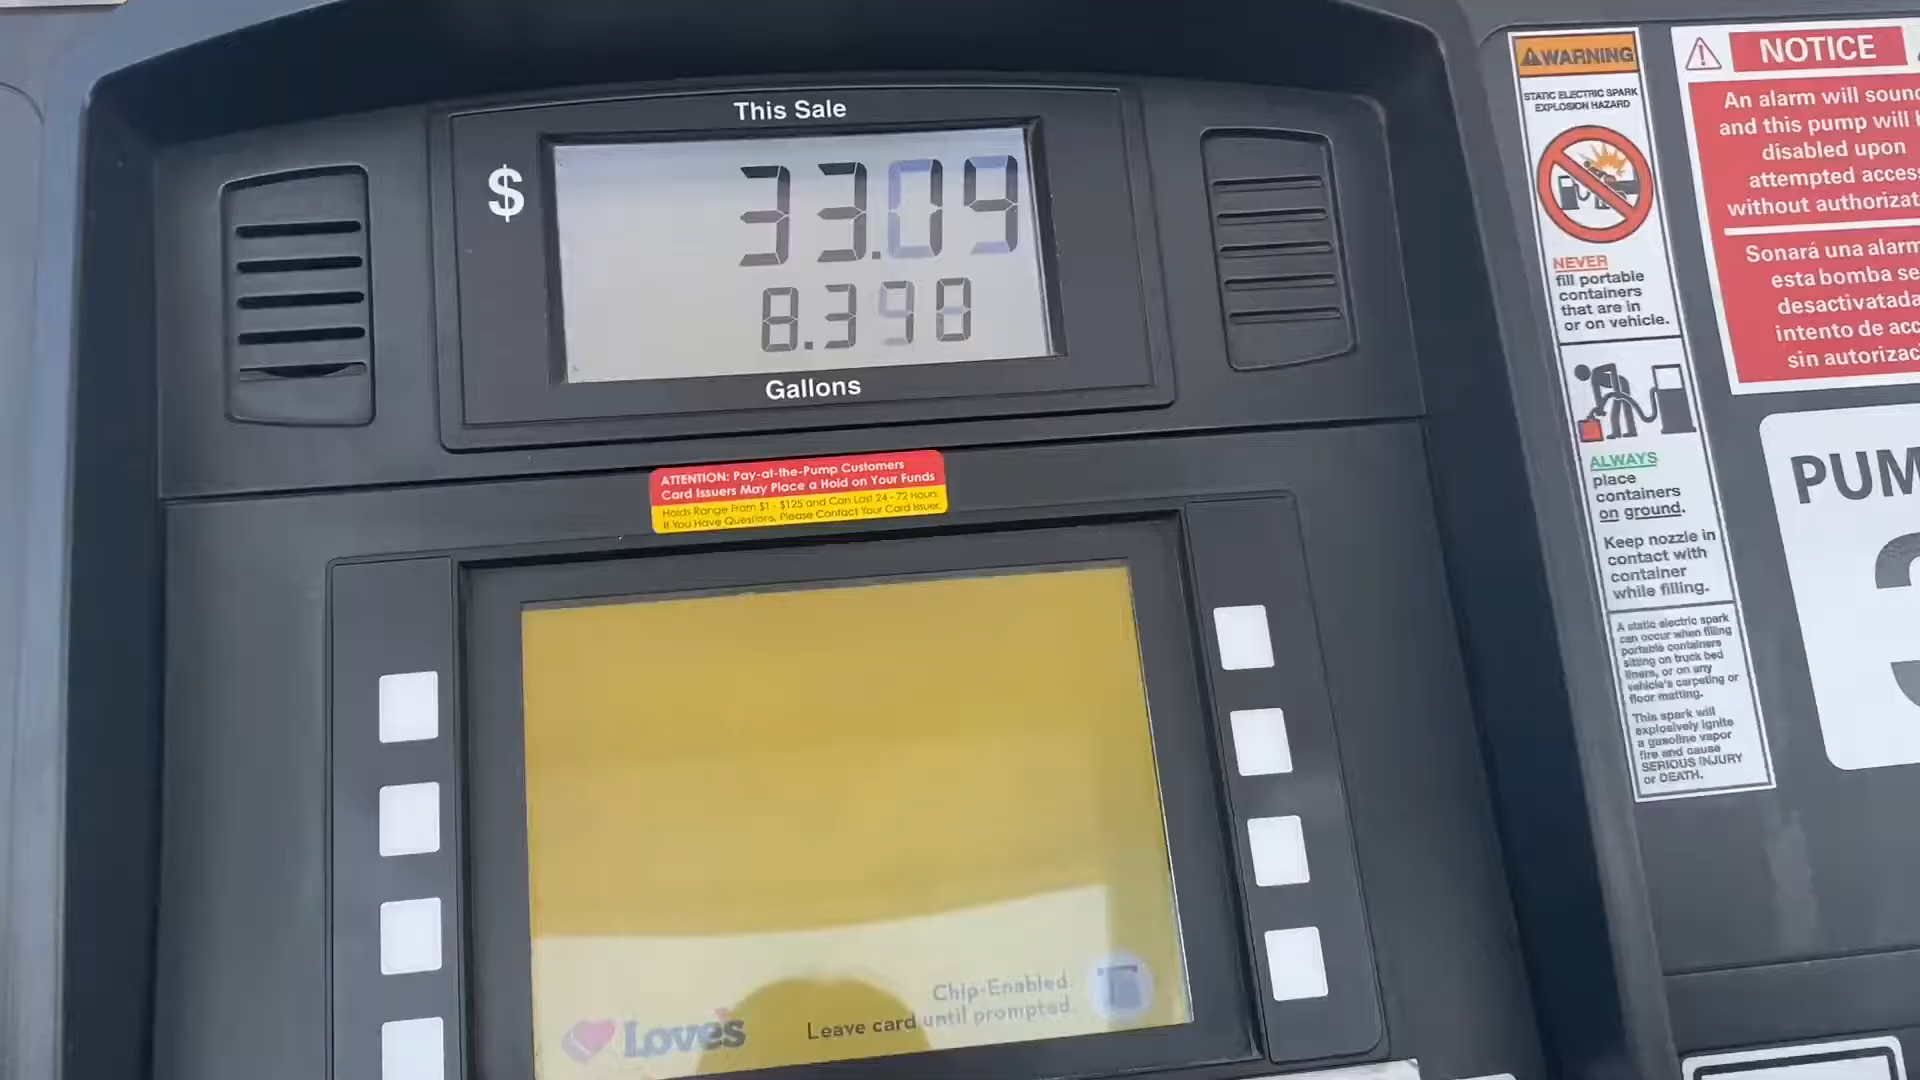 This Sale
$ 33.09
8.398
Gallons
ATTENTION: Pay-at-the-Pump Customers
Card Issuers May Place a Hold on Your Funds
Holds Range From $1 - $125 and Can Last 24 - 72 Hours.
If You Have Questions, Please Contact Your Card Issuer.
Chip-Enabled.
Leave card until prompted.
Love's
WARNING
STATIC ELECTRIC SPARK
EXPLOSION HAZARD
NEVER
fill portable
containers
that are in
or on vehicle.
ALWAYS
place
containers
on ground.
Keep nozzle in
contact with
container
while filling.
A static electric spark
can occur when filling
portable containers
sitting on truck bed
liners, or on any
vehicle's carpeting or
floor matting.
This spark will
explosively ignite
a gasoline vapor
fire and cause
SERIOUS INJURY
or DEATH.
NOTICE
An alarm will soun
and this pump will
disabled upon
attempted acces
without authorizat
Sonará una alarm
esta bomba se
desactivatada
intento de acc
sin autorizac
PUM